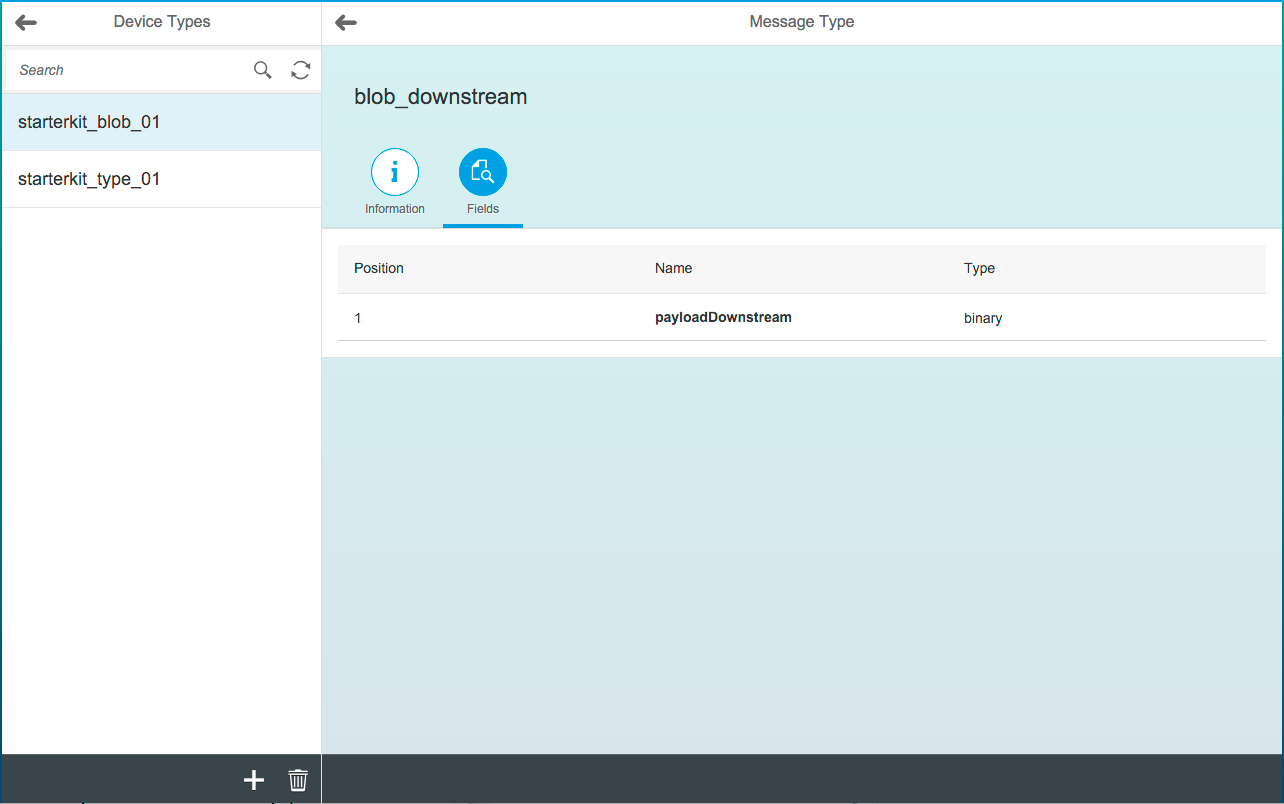 Device Types
Message Type
Search
starterkit_blob_01
starterkit_type_01
blob_downstream
Information
Fields
Position Name Type
1 payloadDownstream binary